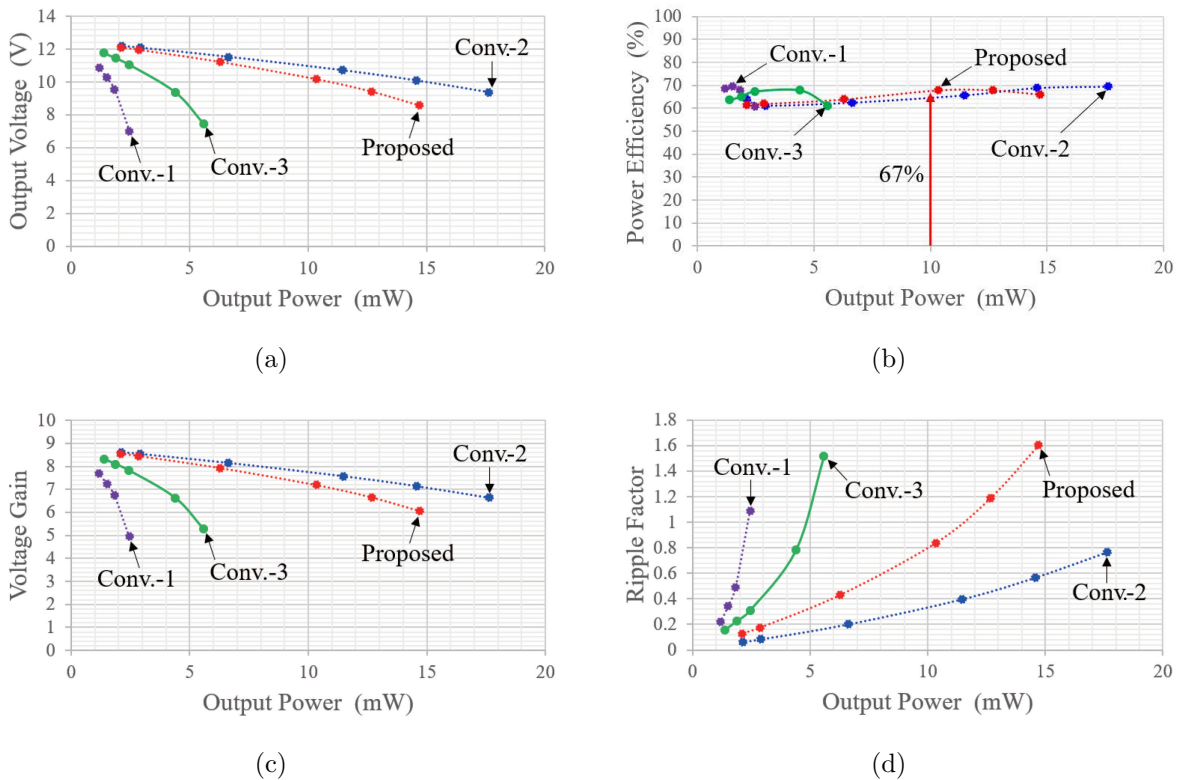 14
12
10
8
6
4
2
0
Output Voltage (V)
Conv.-2
Proposed
Conv.-3
Conv.-1
0 5 10 15 20
Output Power (mW)
(a)
100
90
80
70
60
50
40
30
20
10
0
Power Efficiency (%)
Conv.-1
Proposed
Conv.-3
Conv.-2
67%
0 5 10 15 20
Output Power (mW)
(b)
10
9
8
7
6
5
4
3
2
1
0
Voltage Gain
Conv.-2
Proposed
Conv.-3
Conv.-1
0 5 10 15 20
Output Power (mW)
(c)
1.8
1.6
1.4
1.2
1
0.8
0.6
0.4
0.2
0
Ripple Factor
Conv.-1
Conv.-3
Proposed
Conv.-2
0 5 10 15 20
Output Power (mW)
(d)